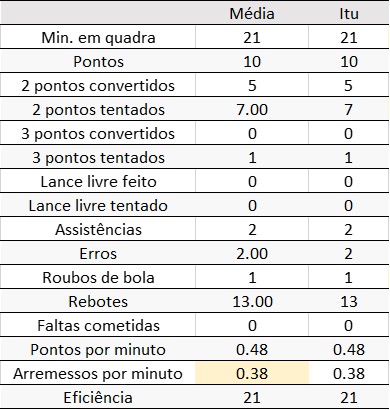 Média Itu
Min. em quadra 21 21
Pontos 10 10
2 pontos convertidos 5 5
2 pontos tentados 7.00 7
3 pontos convertidos 0 0
3 pontos tentados 1 1
Lance livre feito 0 0
Lance livre tentado 0 0
Assistências 2 2
Erros 2.00 2
Roubos de bola 1 1
Rebotes 13.00 13
Faltas cometidas 0 0
Pontos por minuto 0.48 0.48
Arremessos por minuto 0.38 0.38
Eficiência 21 21